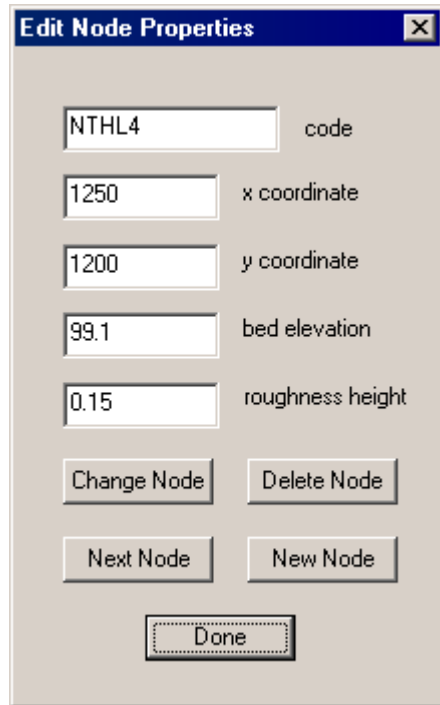 Edit Node Properties
NTHL4 code
1250 x coordinate
1200 y coordinate
99.1 bed elevation
0.15 roughness height
Change Node Delete Node
Next Node New Node
Done